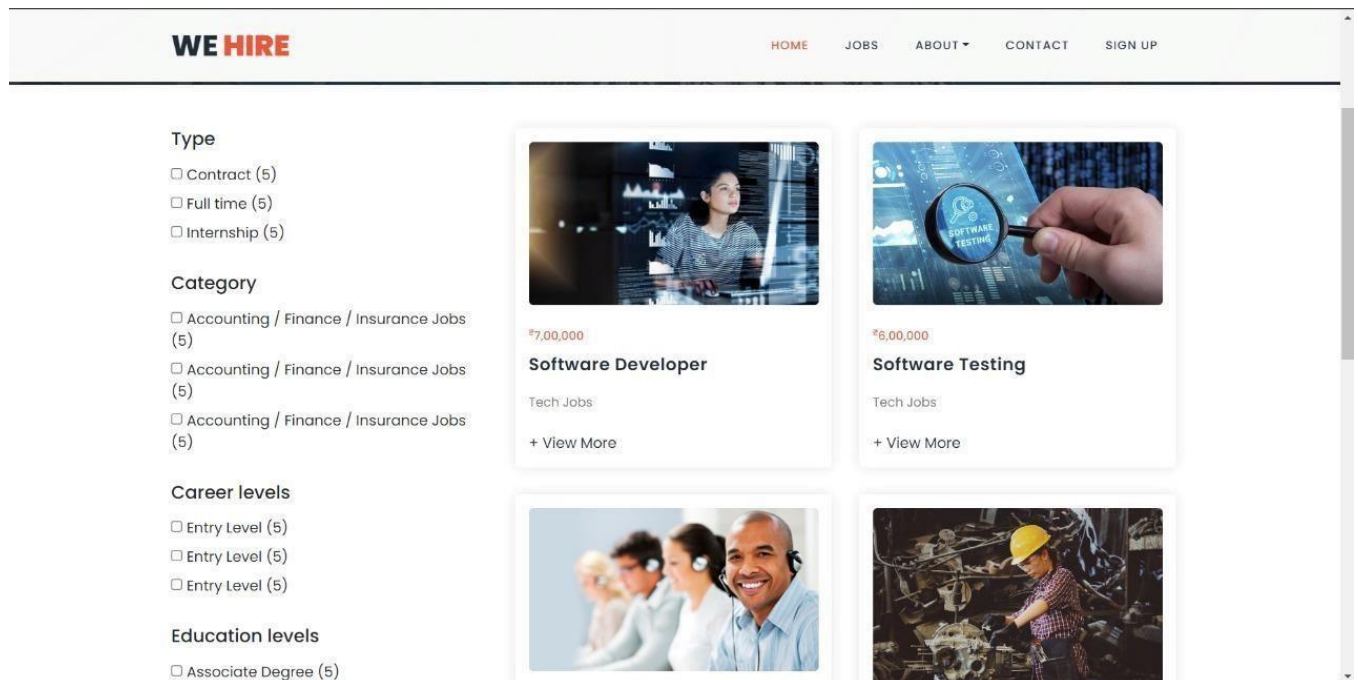 WE HIRE
HOME JOBS ABOUT CONTACT SIGN UP
Type
Contract (5)
Full time (5)
Internship (5)
Category
Accounting / Finance / Insurance Jobs
(5)
Accounting / Finance / Insurance Jobs
(5)
Accounting / Finance / Insurance Jobs
(5)
Career levels
Entry Level (5)
Entry Level (5)
Entry Level (5)
Education levels
Associate Degree (5)
SOFTWARE
TESTING
₹7,00,000
Software Developer
Tech Jobs
+ View More
₹6,00,000
Software Testing
Tech Jobs
+ View More